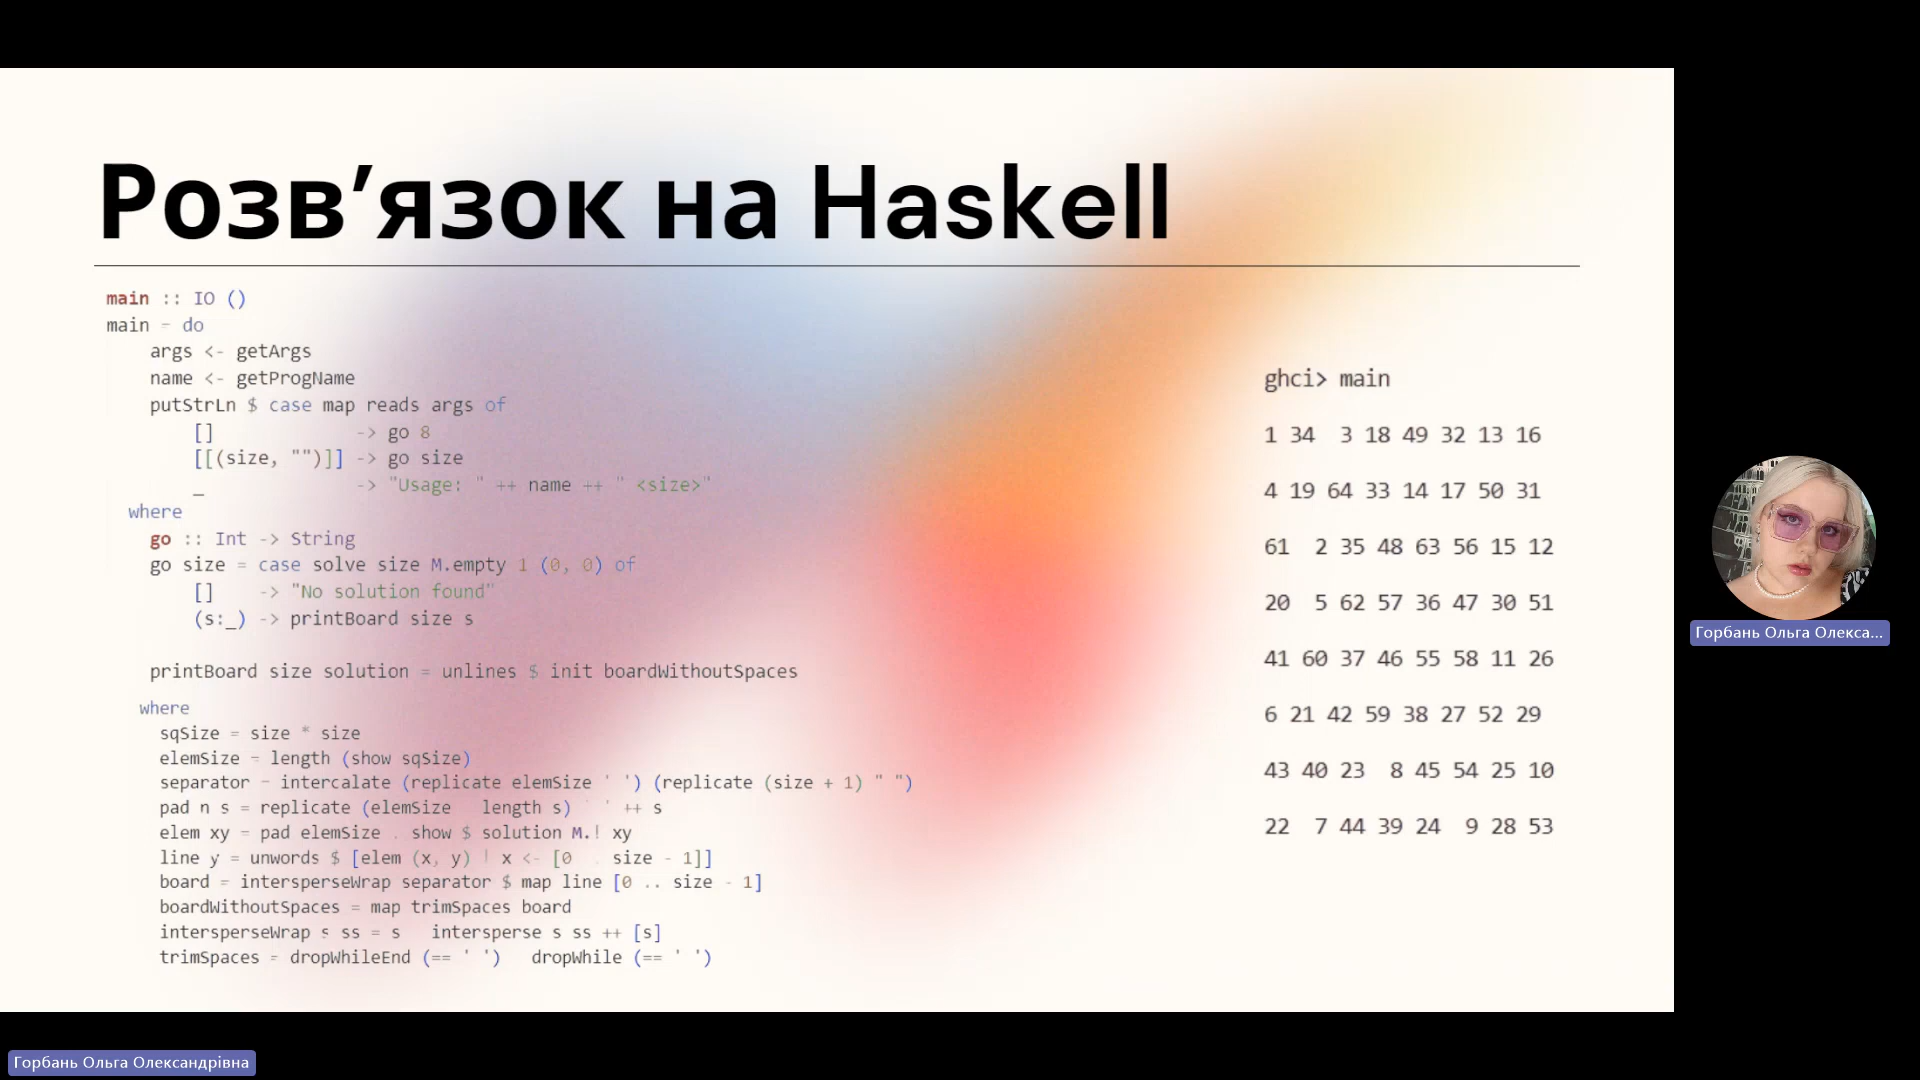 Розв’язок на Haskell
main :: IO ()
main = do
    args <- getArgs
    name <- getProgName
    putStrLn $ case map reads args of
        []             -> go 8
        [[(size, "")]] -> go size
        _              -> "Usage: " ++ name ++ " <size>"
  where
    go :: Int -> String
    go size = case solve size M.empty 1 (0, 0) of
        []    -> "No solution found"
        (s:_) -> printBoard size s
    printBoard size solution = unlines $ init boardWithoutSpaces
   where
     sqSize = size * size
     elemSize = length (show sqSize)
     separator = intercalate (replicate elemSize ' ') (replicate (size + 1) " ")
     pad n s = replicate (elemSize   length s)   ' ++ s
     elem xy = pad elemSize . show $ solution M.! xy
     line y = unwords $ [elem (x, y) | x <- [0  . size - 1]]
     board = intersperseWrap separator $ map line [0 .. size - 1]
     boardWithoutSpaces = map trimSpaces board
     intersperseWrap s ss = s   intersperse s ss ++ [s]
     trimSpaces = dropWhileEnd (== ' ')   dropWhile (== ' ')
ghci> main
1 34  3 18 49 32 13 16
4 19 64 33 14 17 50 31
61  2 35 48 63 56 15 12
20  5 62 57 36 47 30 51
41 60 37 46 55 58 11 26
6 21 42 59 38 27 52 29
43 40 23  8 45 54 25 10
22  7 44 39 24  9 28 53
Горбань Ольга Олекса...
Горбань Ольга Олександрівна